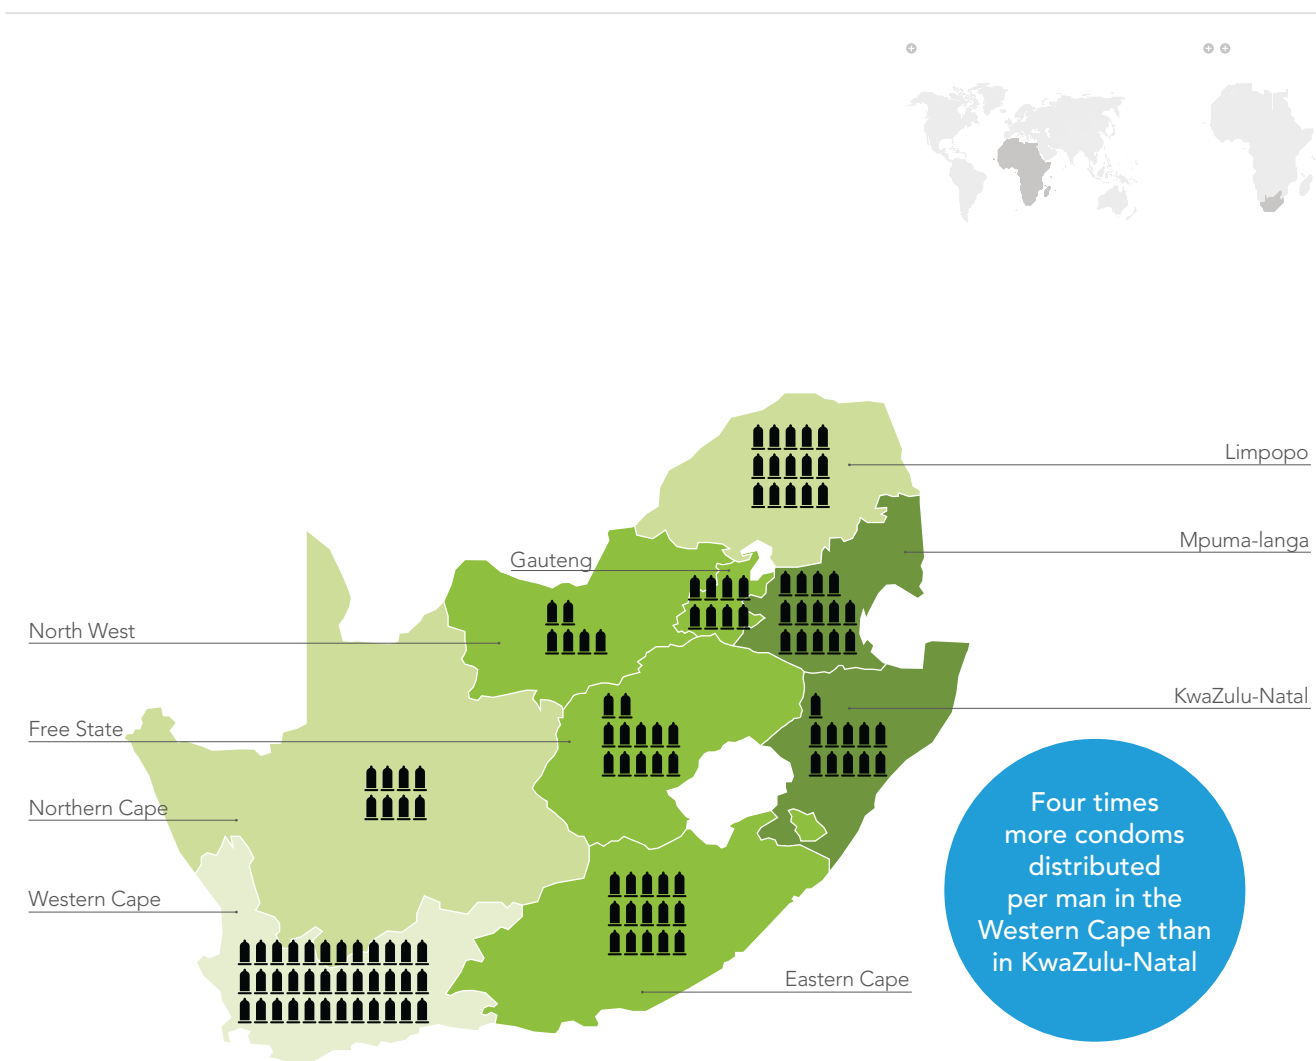 Limpopo
Mpuma-langa
Gauteng
North West
KwaZulu-Natal
Free State
Northern Cape
Western Cape
Eastern Cape
Four times
more condoms
distributed
per man in the
Western Cape than
in KwaZulu-Natal